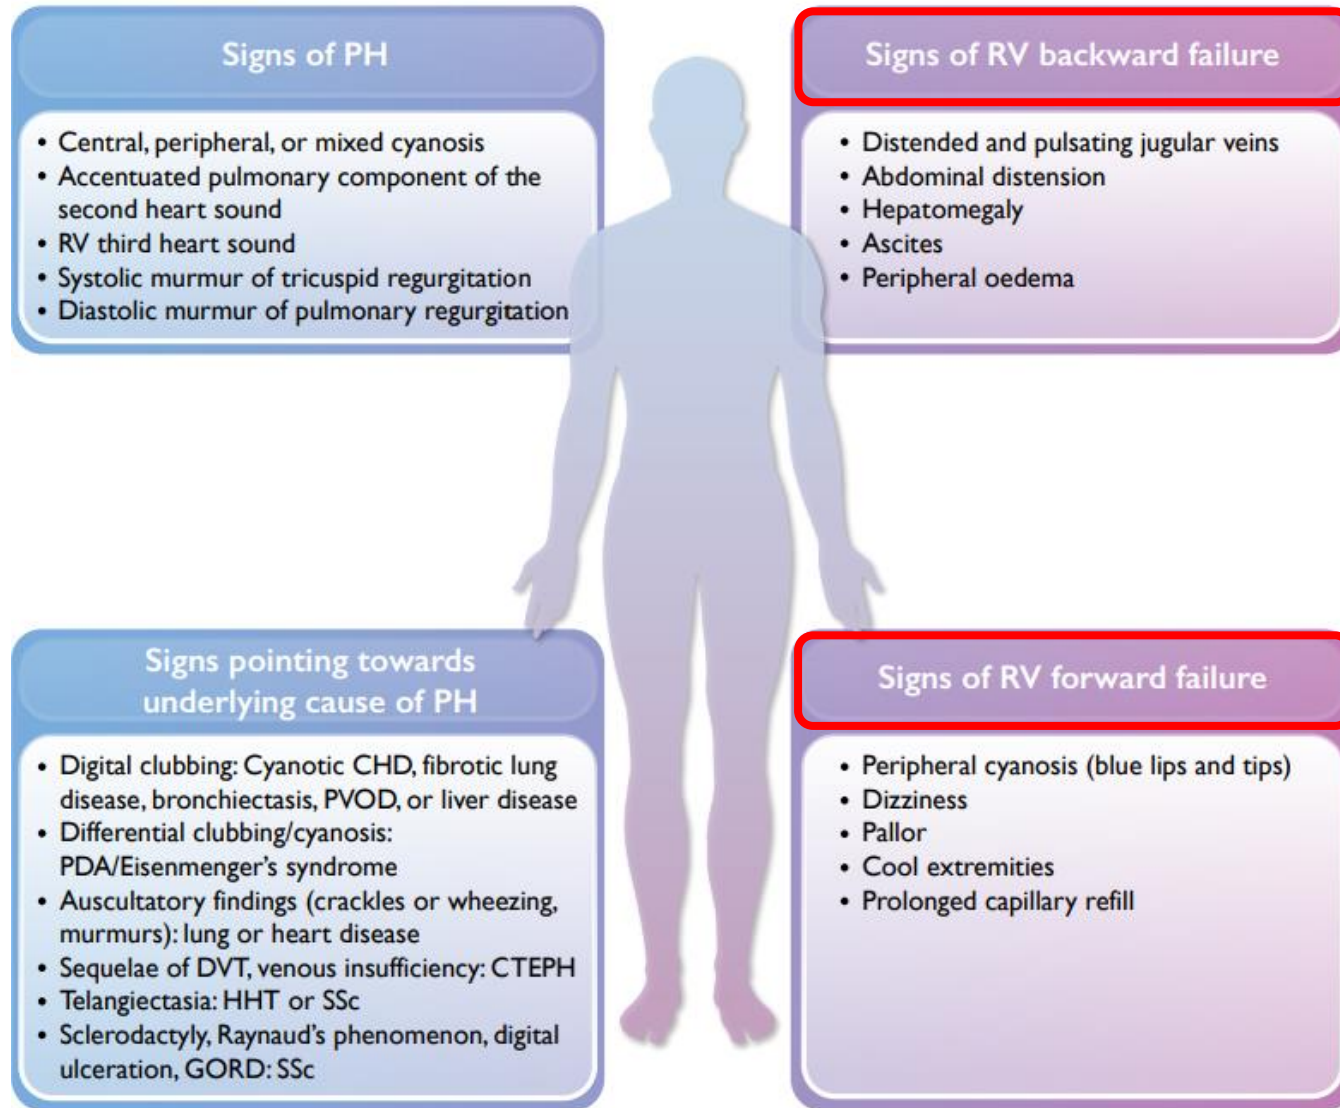 Signs of PH
• Central, peripheral, or mixed cyanosis
• Accentuated pulmonary component of the
second heart sound
• RV third heart sound
• Systolic murmur of tricuspid regurgitation
• Diastolic murmur of pulmonary regurgitation
Signs of RV backward failure
• Distended and pulsating jugular veins
• Abdominal distension
• Hepatomegaly
• Ascites
• Peripheral oedema
Signs pointing towards
underlying cause of PH
• Digital clubbing: Cyanotic CHD, fibrotic lung
disease, bronchiectasis, PVOD, or liver disease
• Differential clubbing/cyanosis:
PDA/Eisenmenger's syndrome
• Auscultatory findings (crackles or wheezing,
murmurs): lung or heart disease
• Sequelae of DVT, venous insufficiency: CTEPH
• Telangiectasia: HHT or SSc
• Sclerodactyly, Raynaud's phenomenon, digital
ulceration, GORD: SSc
Signs of RV forward failure
• Peripheral cyanosis (blue lips and tips)
• Dizziness
• Pallor
• Cool extremities
• Prolonged capillary refill